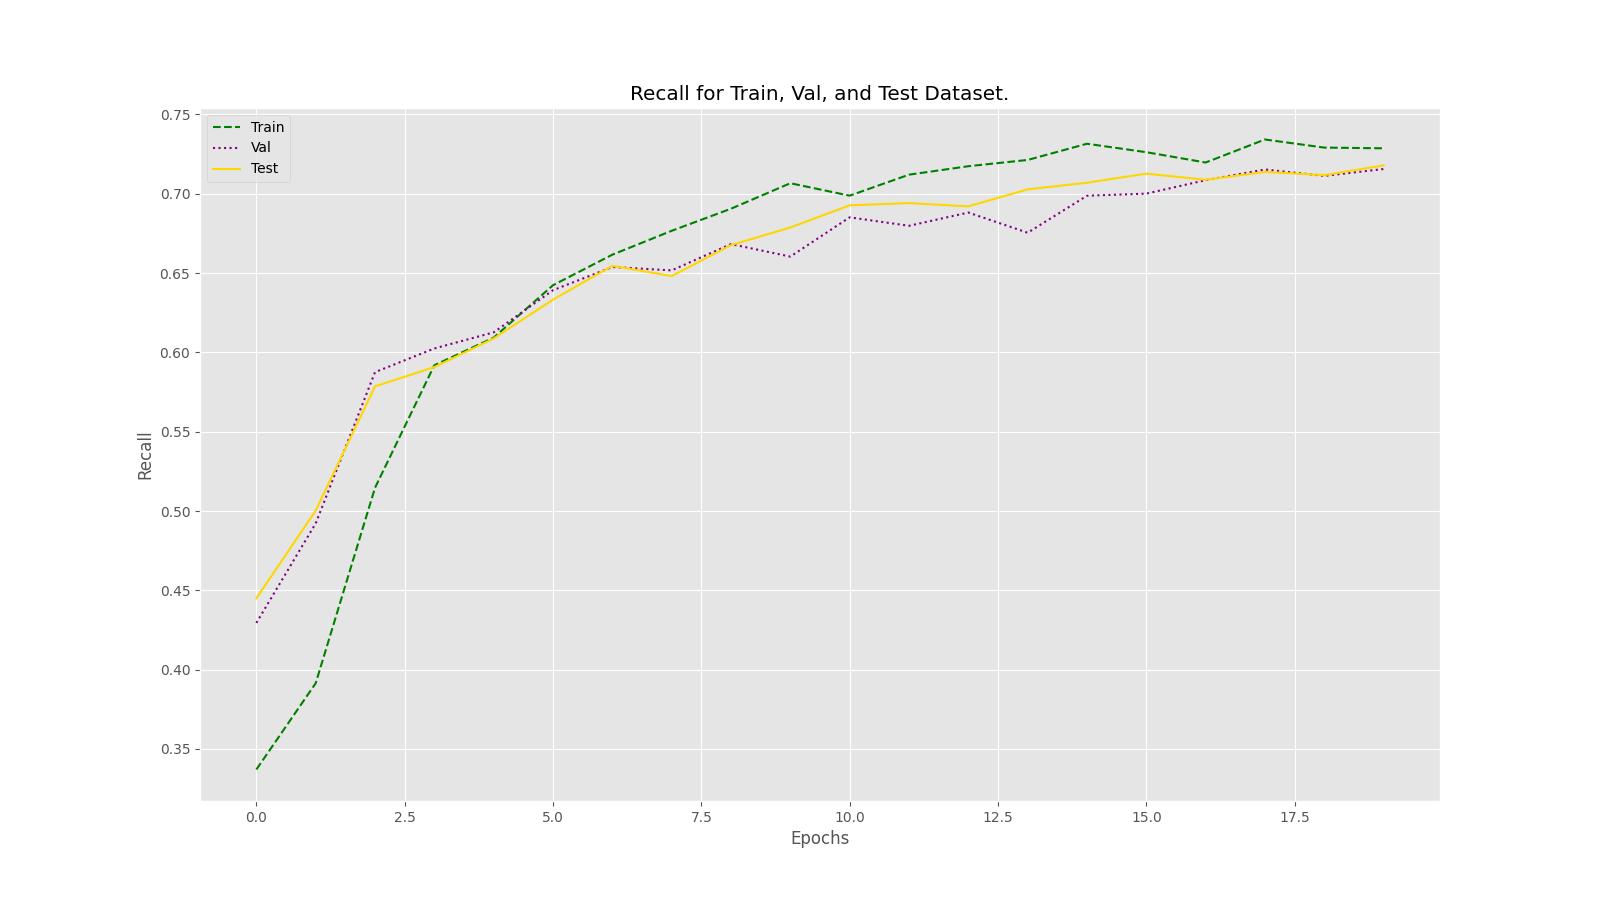 Recall for Train, Val, and Test Dataset.
0.75
0.70
0.65
0.60
0.55
0.50
0.45
0.40
0.35
Recall
Train
Val
Test
0.0 2.5 5.0 7.5 10.0 12.5 15.0 17.5
Epochs